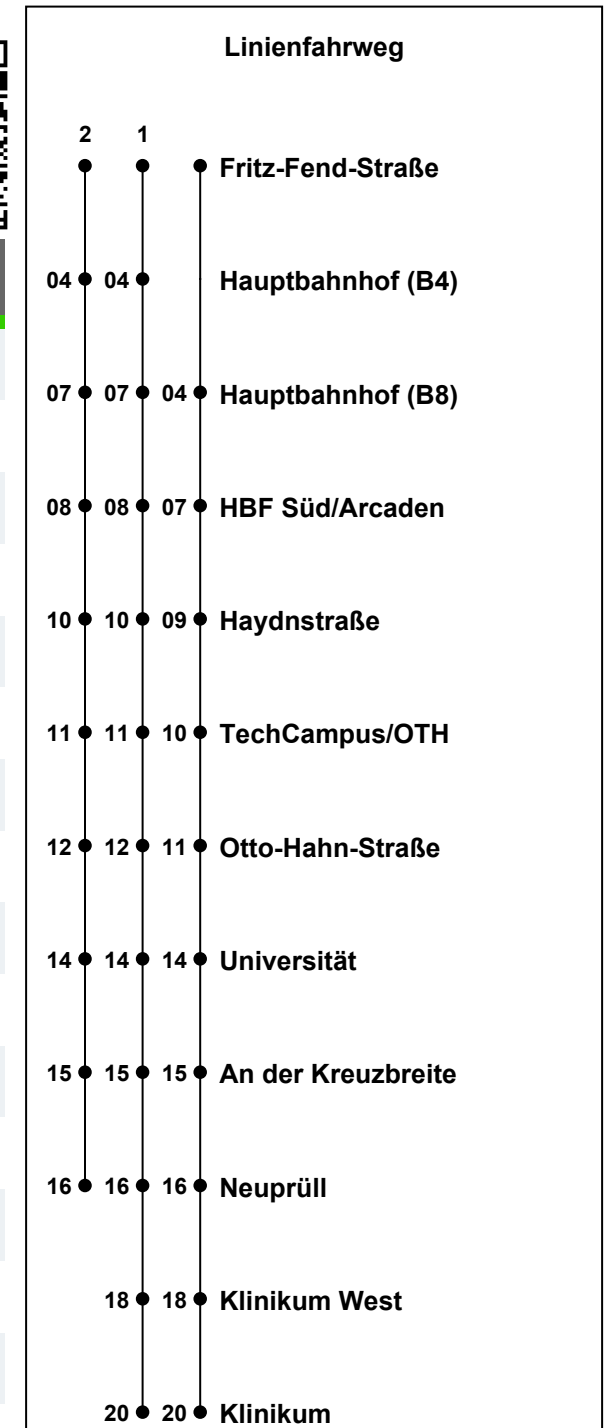 Linienfahrweg
2 1
Fritz-Fend-Straße
04 04 Hauptbahnhof (B4)
07 07 04 Hauptbahnhof (B8)
08 08 07 HBF Süd/Arcaden
10 10 09 Haydnstraße
11 11 10 TechCampus/OTH
12 12 11 Otto-Hahn-Straße
14 14 14 Universität
15 15 15 An der Kreuzbreite
16 16 16 Neuprüll
18 18 Klinikum West
20 20 Klinikum